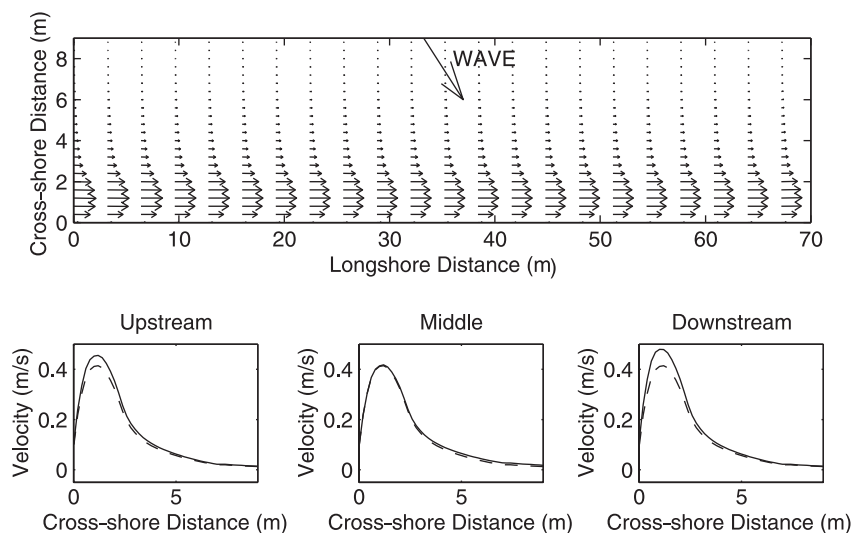 Cross-shore Distance (m)
8
6
4
2
0
WAVE
0 10 20 30 40 50 60 70
Longshore Distance (m)
Upstream Middle Downstream
Velocity (m/s)
0.4
0.2
0
0 5
Cross-shore Distance (m)
Velocity (m/s)
0.4
0.2
0
0 5
Cross-shore Distance (m)
Velocity (m/s)
0.4
0.2
0
0 5
Cross-shore Distance (m)